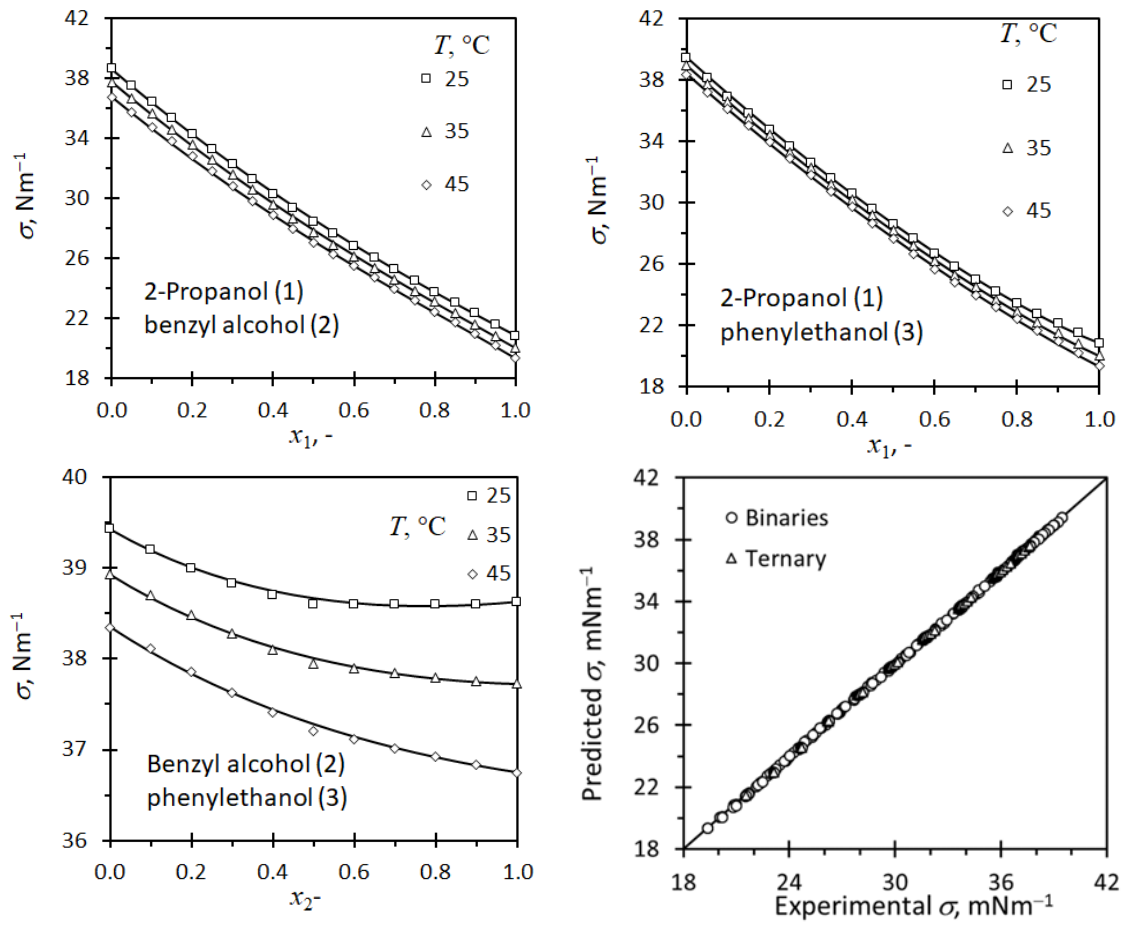 42
38
34
30
26
22
18
σ, Nm⁻¹
T, °C
25
35
45
2-Propanol (1)
benzyl alcohol (2)
0.0 0.2 0.4 0.6 0.8 1.0
x₁, -
42
38
34
30
26
22
18
σ, Nm⁻¹
T, °C
25
35
45
2-Propanol (1)
phenylethanol (3)
0.0 0.2 0.4 0.6 0.8 1.0
x₁, -
40
39
38
37
36
σ, Nm⁻¹
T, °C
25
35
45
Benzyl alcohol (2)
phenylethanol (3)
0.0 0.2 0.4 0.6 0.8 1.0
x₂-
42
38
34
30
26
22
18
Predicted σ, mNm⁻¹
Binaries
Ternary
18 24 30 36 42
Experimental σ, mNm⁻¹